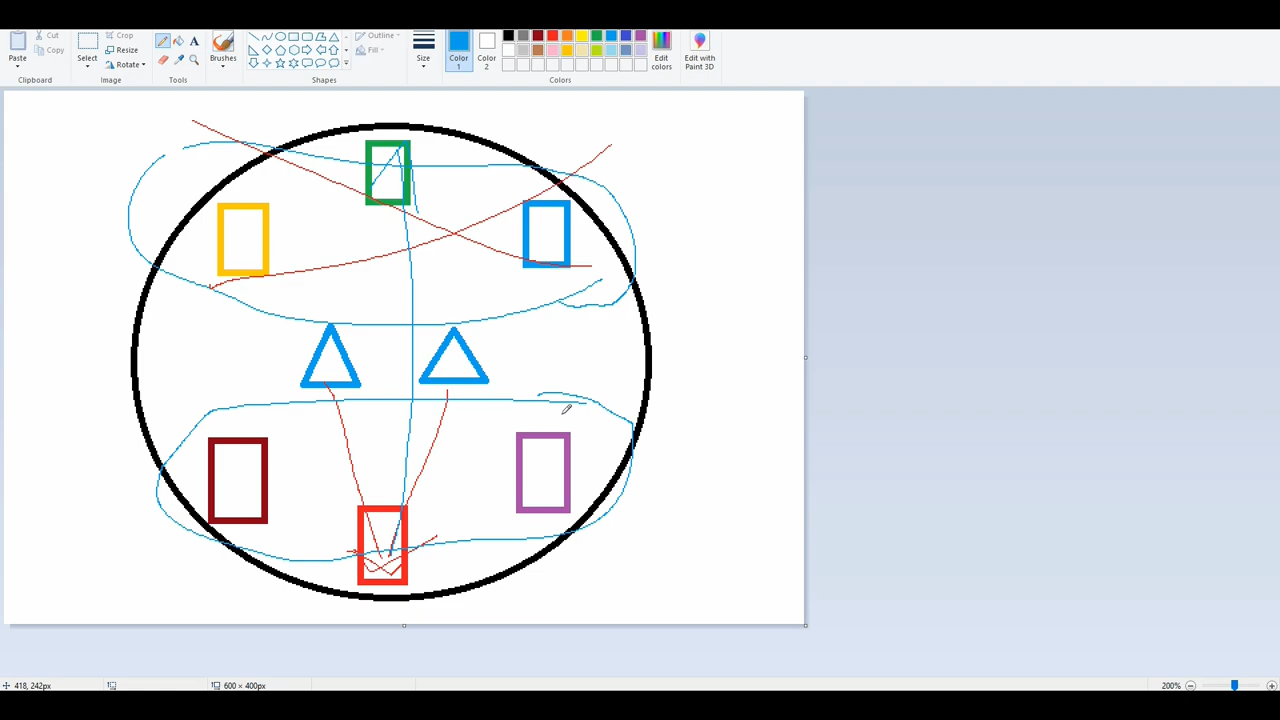 Cut
Crop
Outline
Paste
Copy
Select
Resize
Rotate
A
Brushes
Fill
Size
Color
1
Color
2
Edit
colors
Edit with
Paint 3D
Clipboard
Image
Tools
Shapes
Colors
418, 242px
600 × 400px
200%